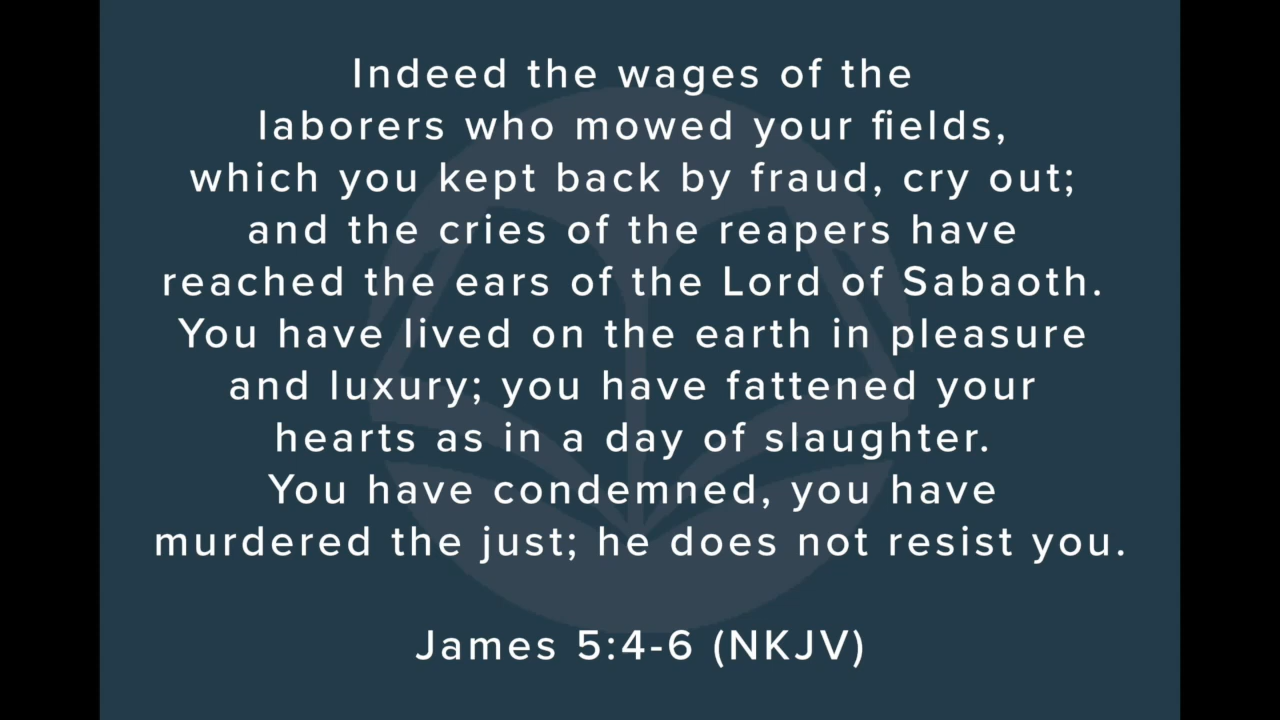 Indeed the wages of the
laborers who mowed your fields,
which you kept back by fraud, cry out;
and the cries of the reapers have
reached the ears of the Lord of Sabaoth.
You have lived on the earth in pleasure
and luxury; you have fattened your
hearts as in a day of slaughter.
You have condemned, you have
murdered the just; he does not resist you.
James 5:4-6 (NKJV)